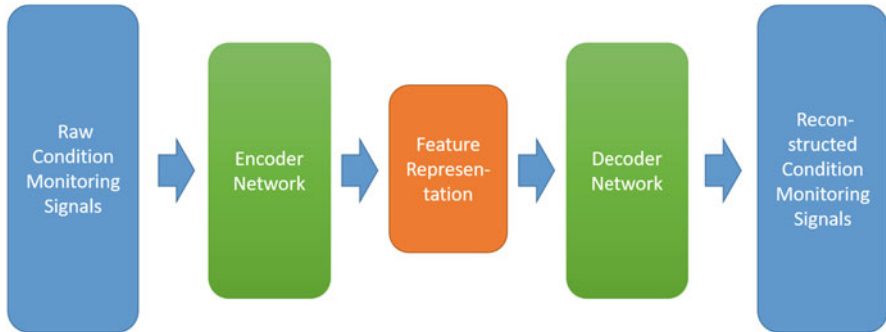 Raw
Condition
Monitoring
Signals
Encoder
Network
Feature
Represen-
tation
Decoder
Network
Recon-
structed
Condition
Monitoring
Signals